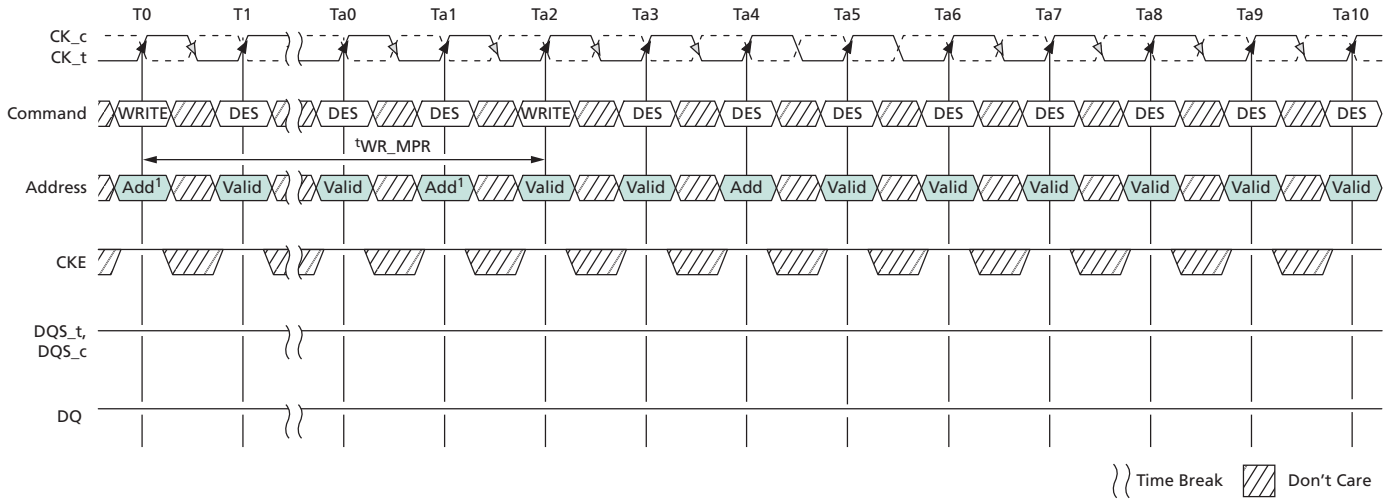 T0 T1 Ta0 Ta1 Ta2 Ta3 Ta4 Ta5 Ta6 Ta7 Ta8 Ta9 Ta10
CK_c
CK_t
Command WRITE DES DES DES WRITE DES DES DES DES DES DES DES DES
tWR_MPR
Address Add1 Valid Valid Add1 Valid Valid Add Valid Valid Valid Valid Valid Valid
CKE
DQS_t,
DQS_c
DQ
Time Break Don't Care